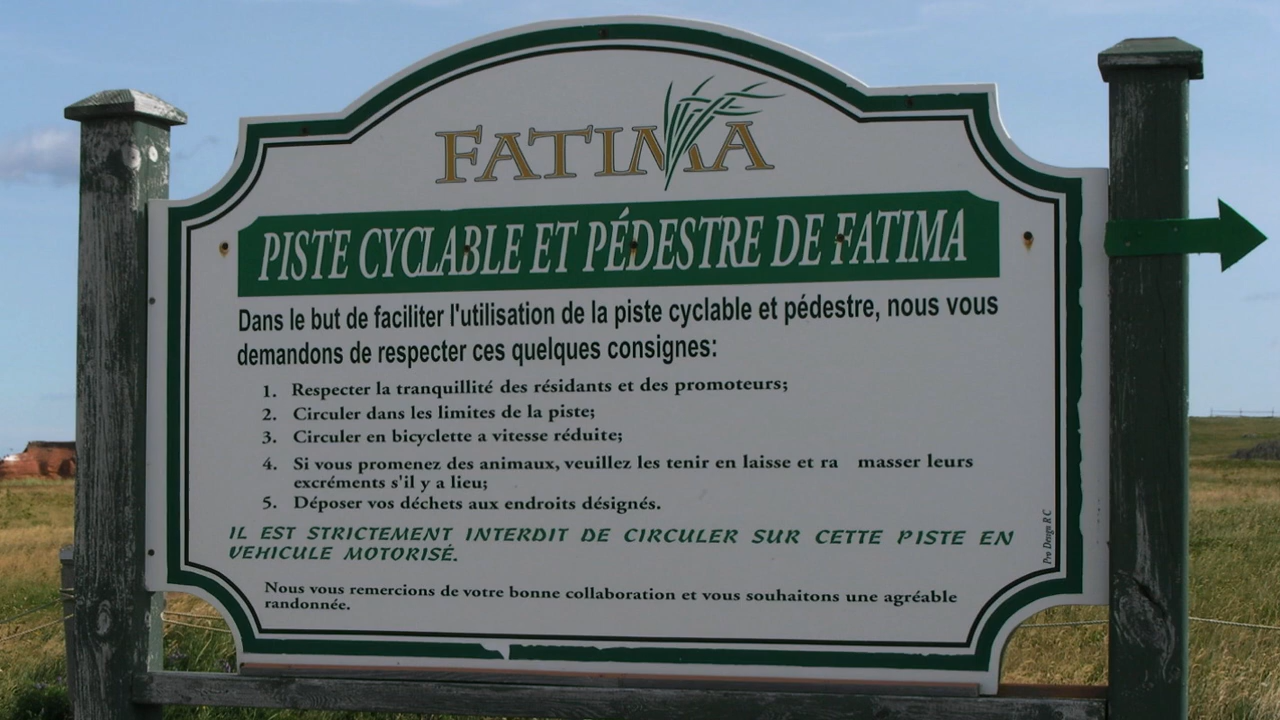 FATIMA
PISTE CYCLABLE ET PÉDESTRE DE FATIMA
Dans le but de faciliter l'utilisation de la piste cyclable et pédestre, nous vous
demandons de respecter ces quelques consignes:
1. Respecter la tranquillité des résidants et des promoteurs;
2. Circuler dans les limites de la piste;
3. Circuler en bicyclette a vitesse réduite;
4. Si vous promenez des animaux, veuillez les tenir en laisse et ra masser leurs
excréments s'il y a lieu;
5. Déposer vos déchets aux endroits désignés.
IL EST STRICTEMENT INTERDIT DE CIRCULER SUR CETTE PISTE EN
VEHICULE MOTORISÉ.
Nous vous remercions de votre bonne collaboration et vous souhaitons une agréable
randonnée.
Pro Design R C